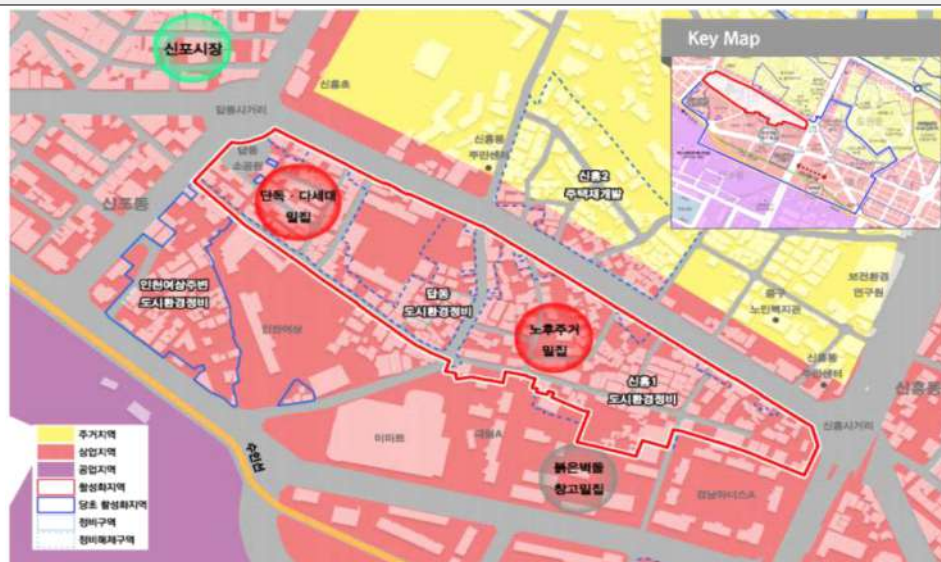 신포시장
Key Map
신흥초
답동사거리
답동
소공원
신흥동
주민센터
신흥2
주택재개발
단독·다세대
밀집
신포동
인천여상주변
도시환경정비
답동
도시환경정비
인천여상
보건환경
연구원
중구
노인복지관
노후주거
밀집
신흥동
주민센터
신흥동
신흥1
도시환경정비
신흥사거리
이마트
붉은벽돌
창고밀집
경남아너스A
수인선
주거지역
상업지역
공업지역
활성화지역
당초 활성화지역
정비구역
정비해제구역